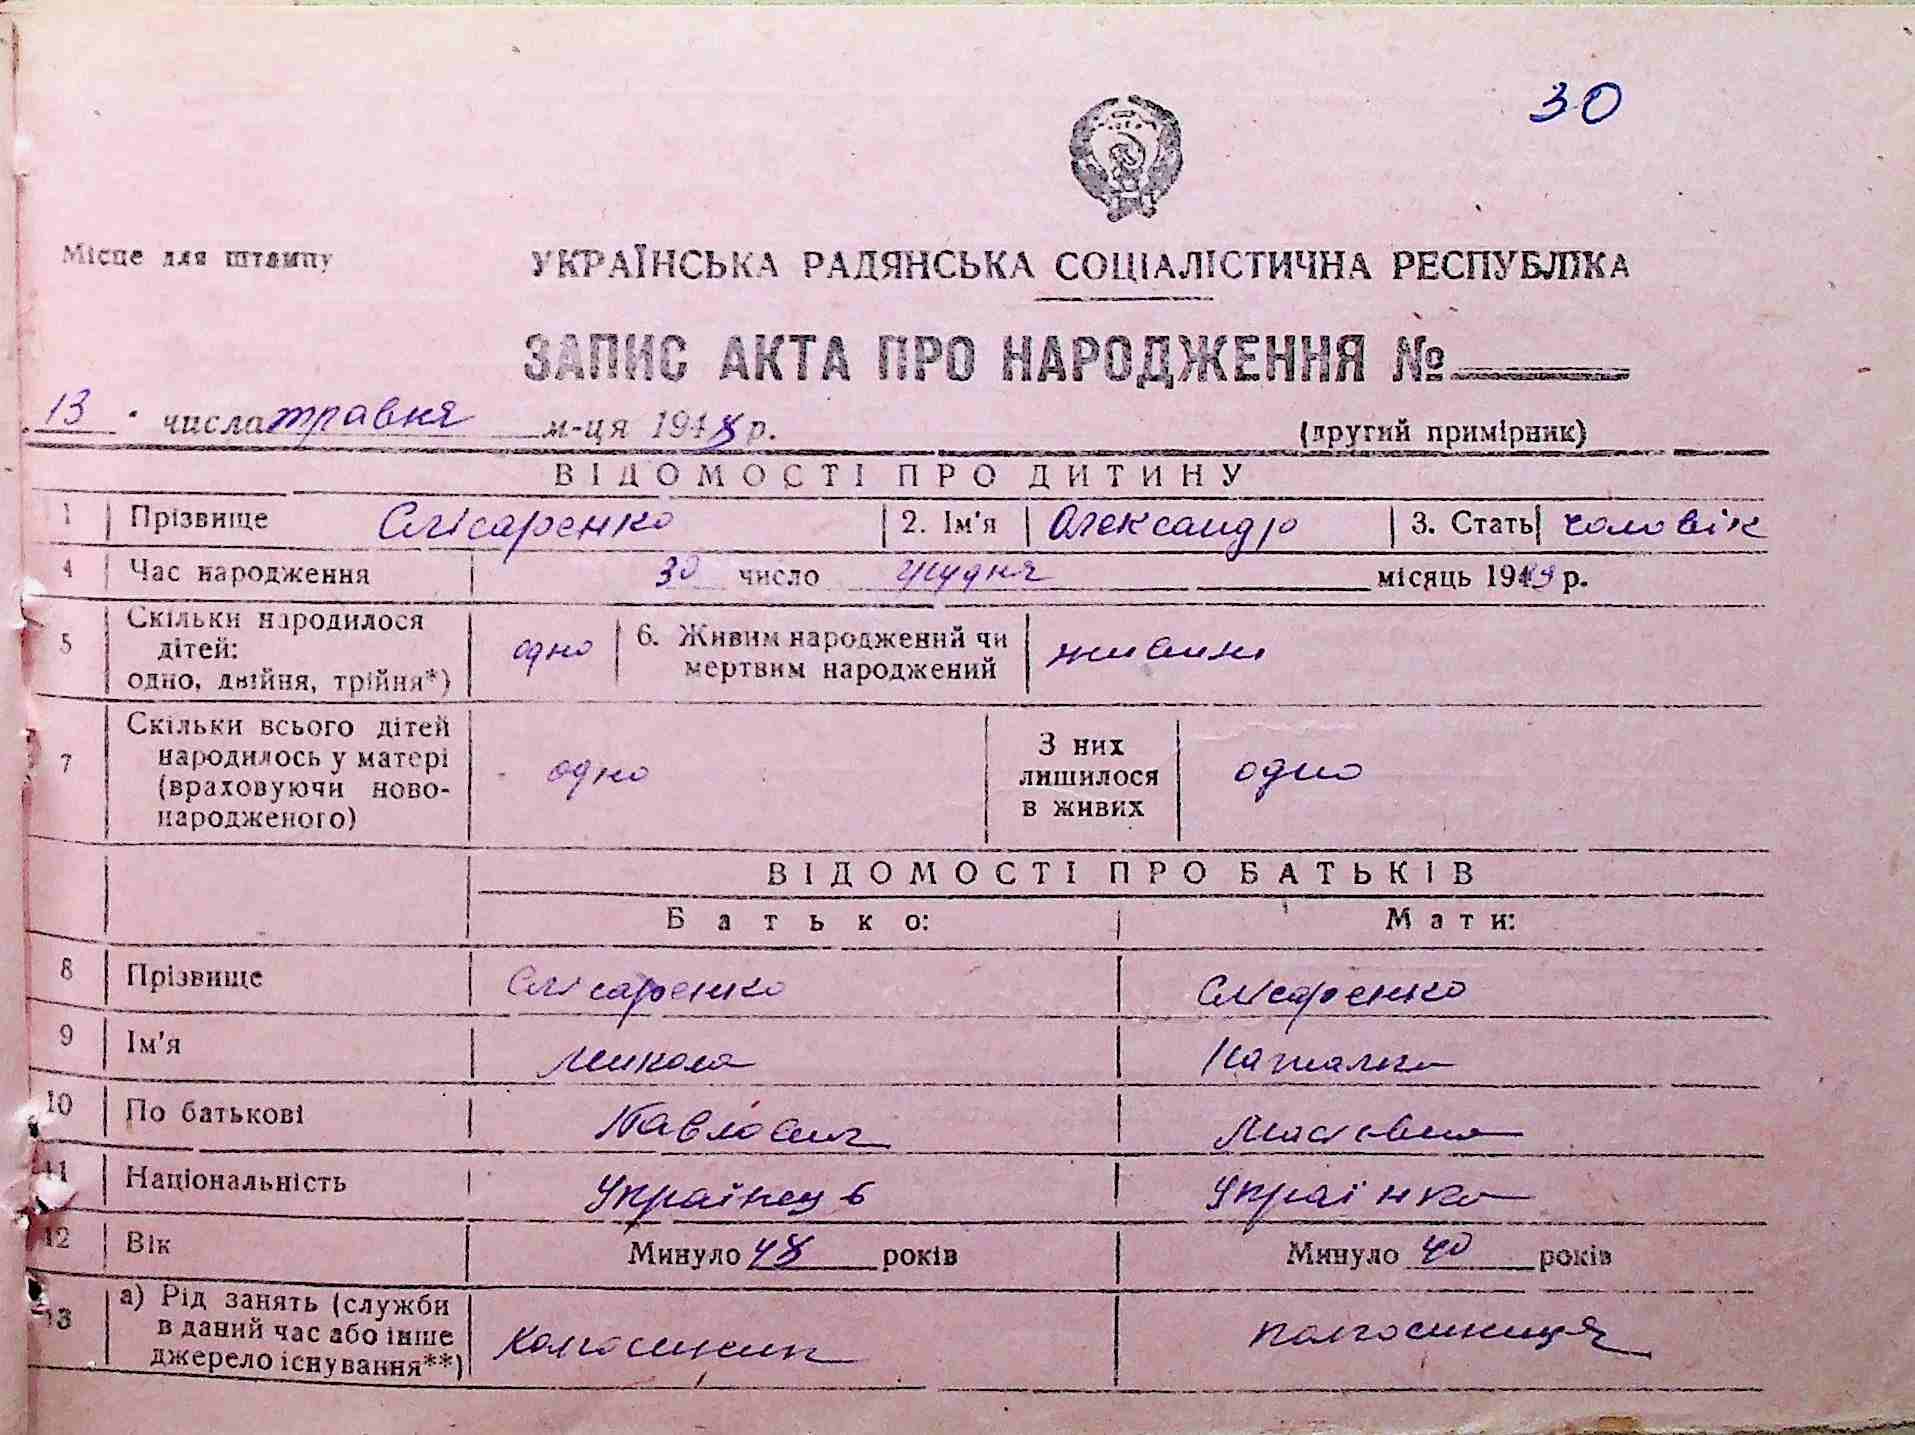 30
Місце для штампу
УКРАЇНСЬКА РАДЯНСЬКА СОЦІАЛІСТИЧНА РЕСПУБЛІКА
ЗАПИС АКТА ПРО НАРОДЖЕННЯ №
13 числа травня м-ця 1948 р.
(другий примірник)
ВІДОМОСТІ ПРО ДИТИНУ
1 Прізвище Слісаренко 2. Ім'я Олександр 3. Стать чоловік
4 Час народження 30 число грудня місяць 19 р.
5 Скільки народилося дітей: одно, двійня, трійня*) одно 6. Живим народжений чи мертвим народжений живим
7 Скільки всього дітей народилось у матері (враховуючи ново-народженого) одно З них лишилося в живих одно
ВІДОМОСТІ ПРО БАТЬКІВ
Батько: Мати:
8 Прізвище Слісаренко Слісаренко
9 Ім'я Микола Наталка
10 По батькові Павлович
11 Національність Українець Українка
12 Вік Минуло 48 років Минуло 40 років
13 а) Рід занять (служби в даний час або інше джерело існування**) Колгоспник колгоспниця